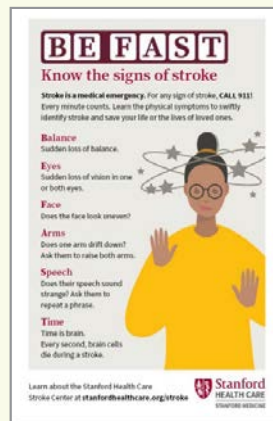 BE FAST
Know the signs of stroke
Stroke is a medical emergency. For any sign of stroke, CALL 911!
Every minute counts. Learn the physical symptoms to swiftly
identify stroke and save your life or the lives of loved ones.
Balance
Sudden loss of balance.
Eyes
Sudden loss of vision in one
or both eyes.
Face
Does the face look uneven?
Arms
Does one arm drift down?
Ask them to raise both arms.
Speech
Does their speech sound
strange? Ask them to
repeat a phrase.
Time
Time is brain.
Every second, brain cells
die during a stroke.
Learn about the Stanford Health Care
Stroke Center at stanfordhealthcare.org/stroke
Stanford
HEALTH CARE
STANFORD MEDICINE